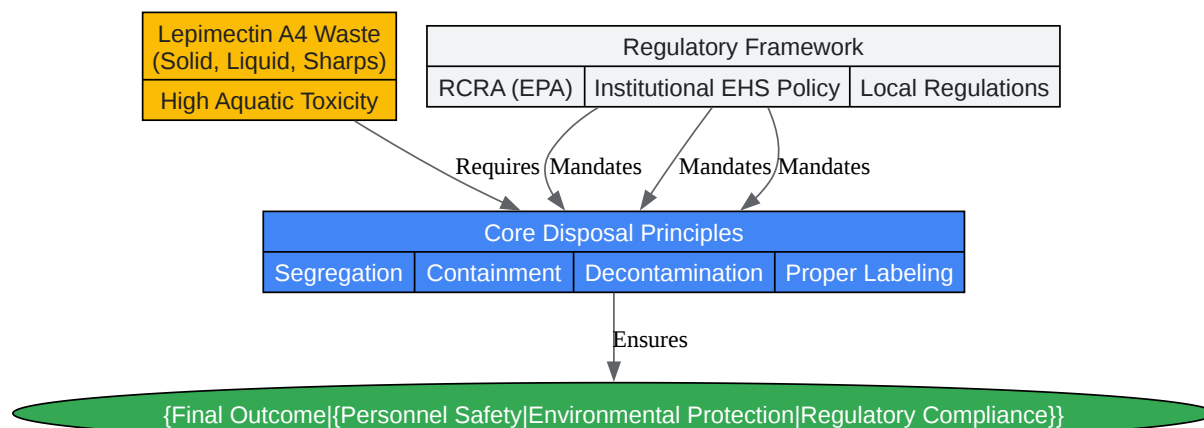 Lepimectin A4 Waste
(Solid, Liquid, Sharps)
High Aquatic Toxicity
Regulatory Framework
RCRA (EPA)
Institutional EHS Policy
Local Regulations
Requires
Mandates
Mandates
Mandates
Core Disposal Principles
Segregation
Containment
Decontamination
Proper Labeling
Ensures
{Final Outcome|{Personnel Safety|Environmental Protection|Regulatory Compliance}}